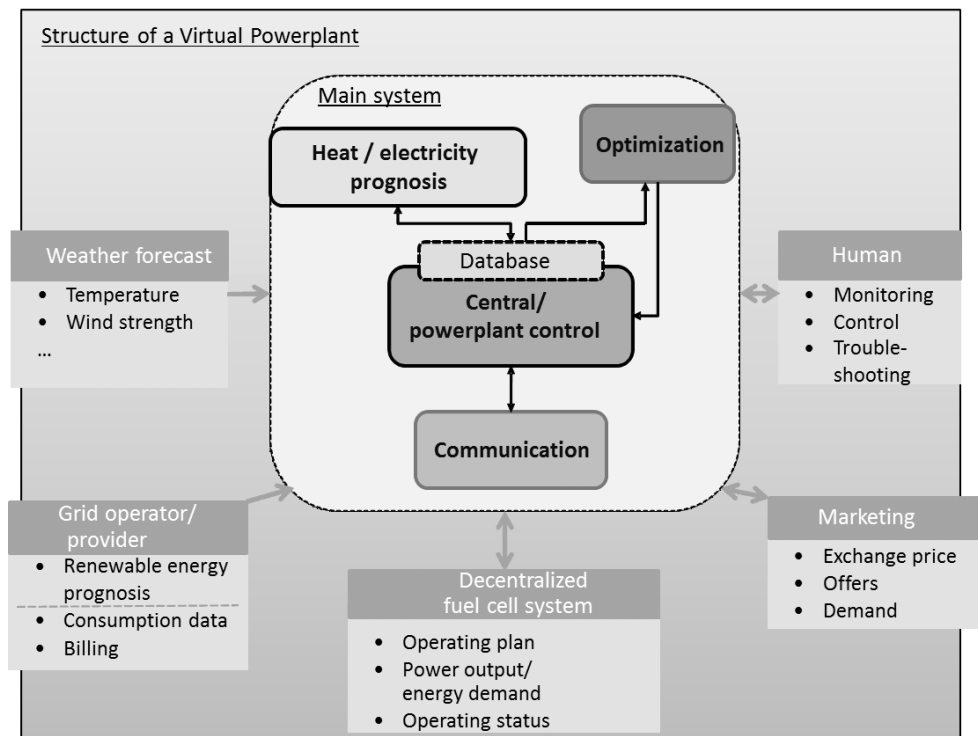 Structure of a Virtual Powerplant
Main system
Heat / electricity
prognosis
Optimization
Database
Central/
powerplant control
Communication
Weather forecast
• Temperature
• Wind strength
...
Human
• Monitoring
• Control
• Trouble-
shooting
Grid operator/
provider
• Renewable energy
prognosis
• Consumption data
• Billing
Decentralized
fuel cell system
• Operating plan
• Power output/
energy demand
• Operating status
Marketing
• Exchange price
• Offers
• Demand